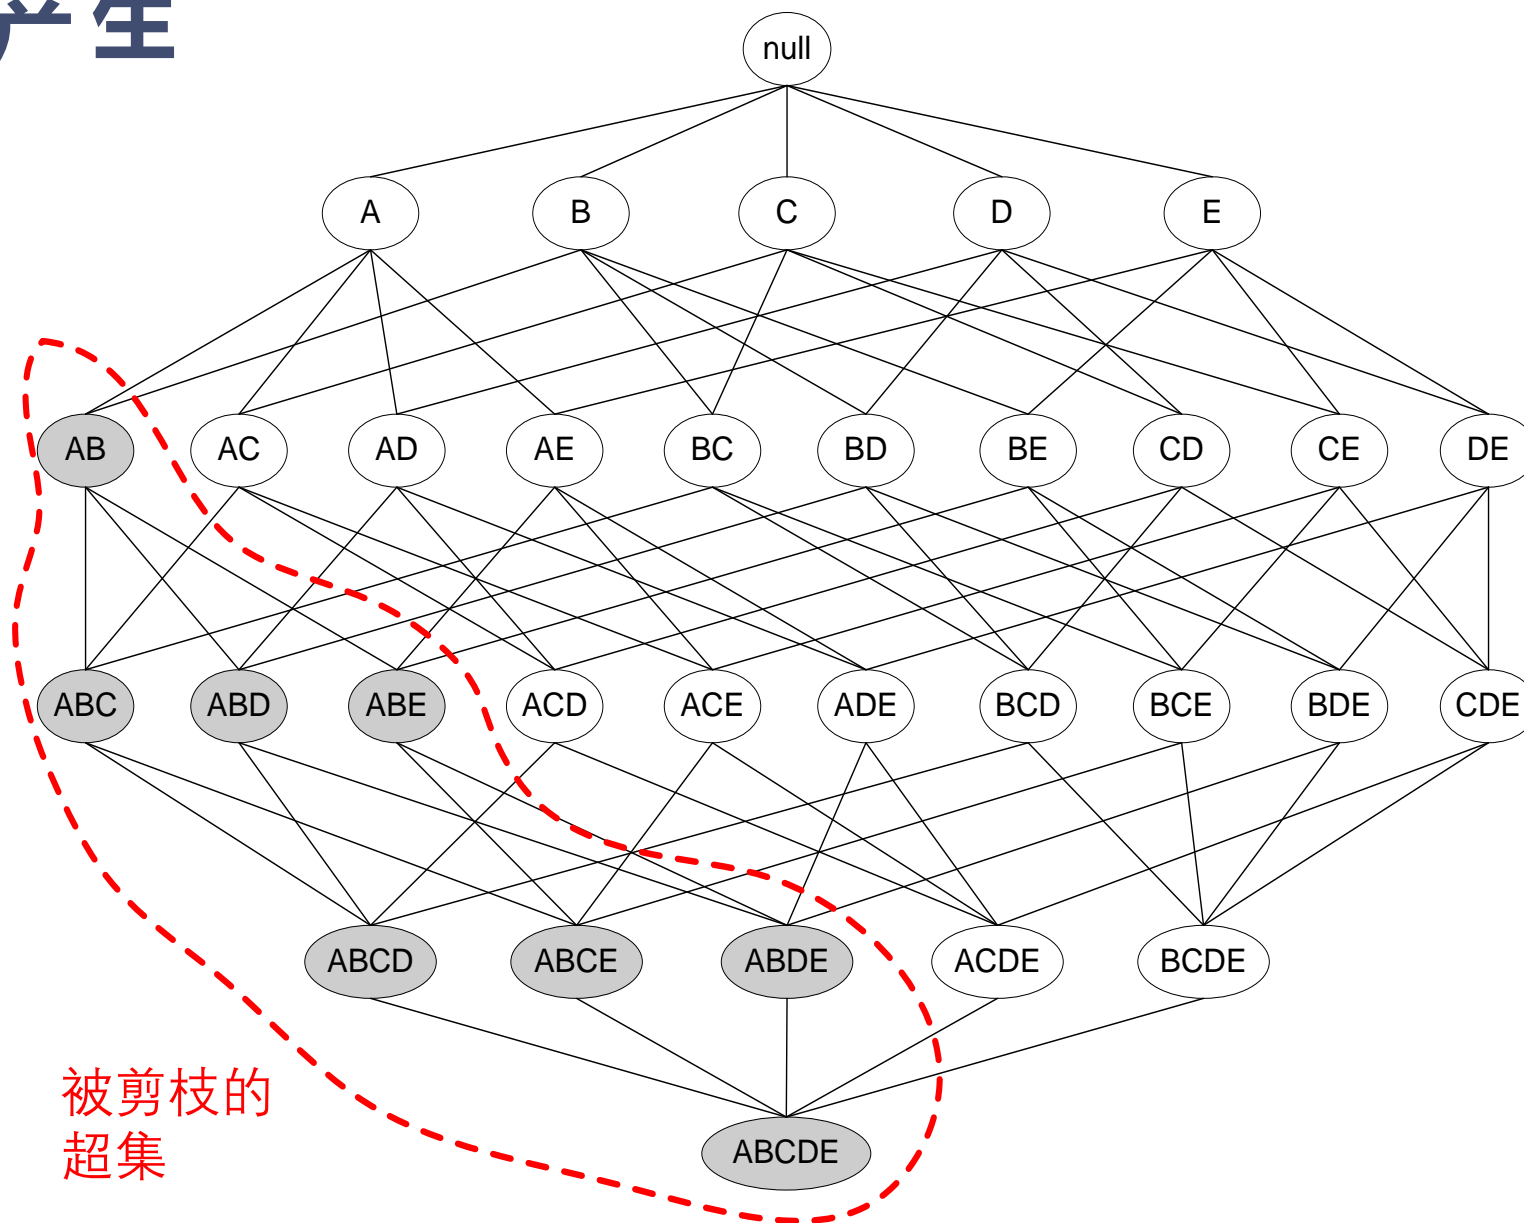 产生
null
A B C D E
AB AC AD AE BC BD BE CD CE DE
ABC ABD ABE ACD ACE ADE BCD BCE BDE CDE
ABCD ABCE ABDE ACDE BCDE
被剪枝的
超集
ABCDE